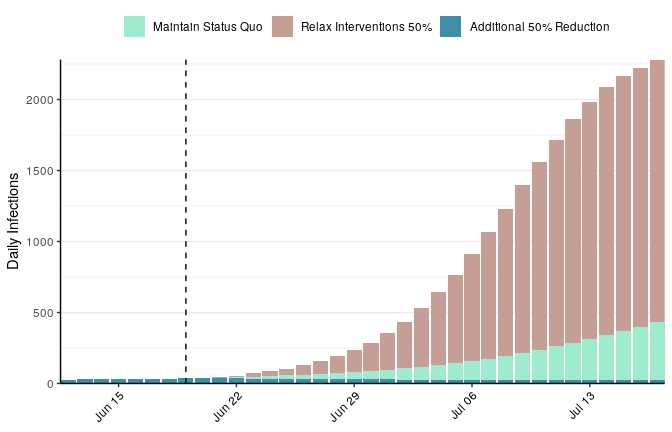 Maintain Status Quo
Relax Interventions 50%
Additional 50% Reduction
Daily Infections
2000
1500
1000
500
0
Jun 15
Jun 22
Jun 29
Jul 06
Jul 13